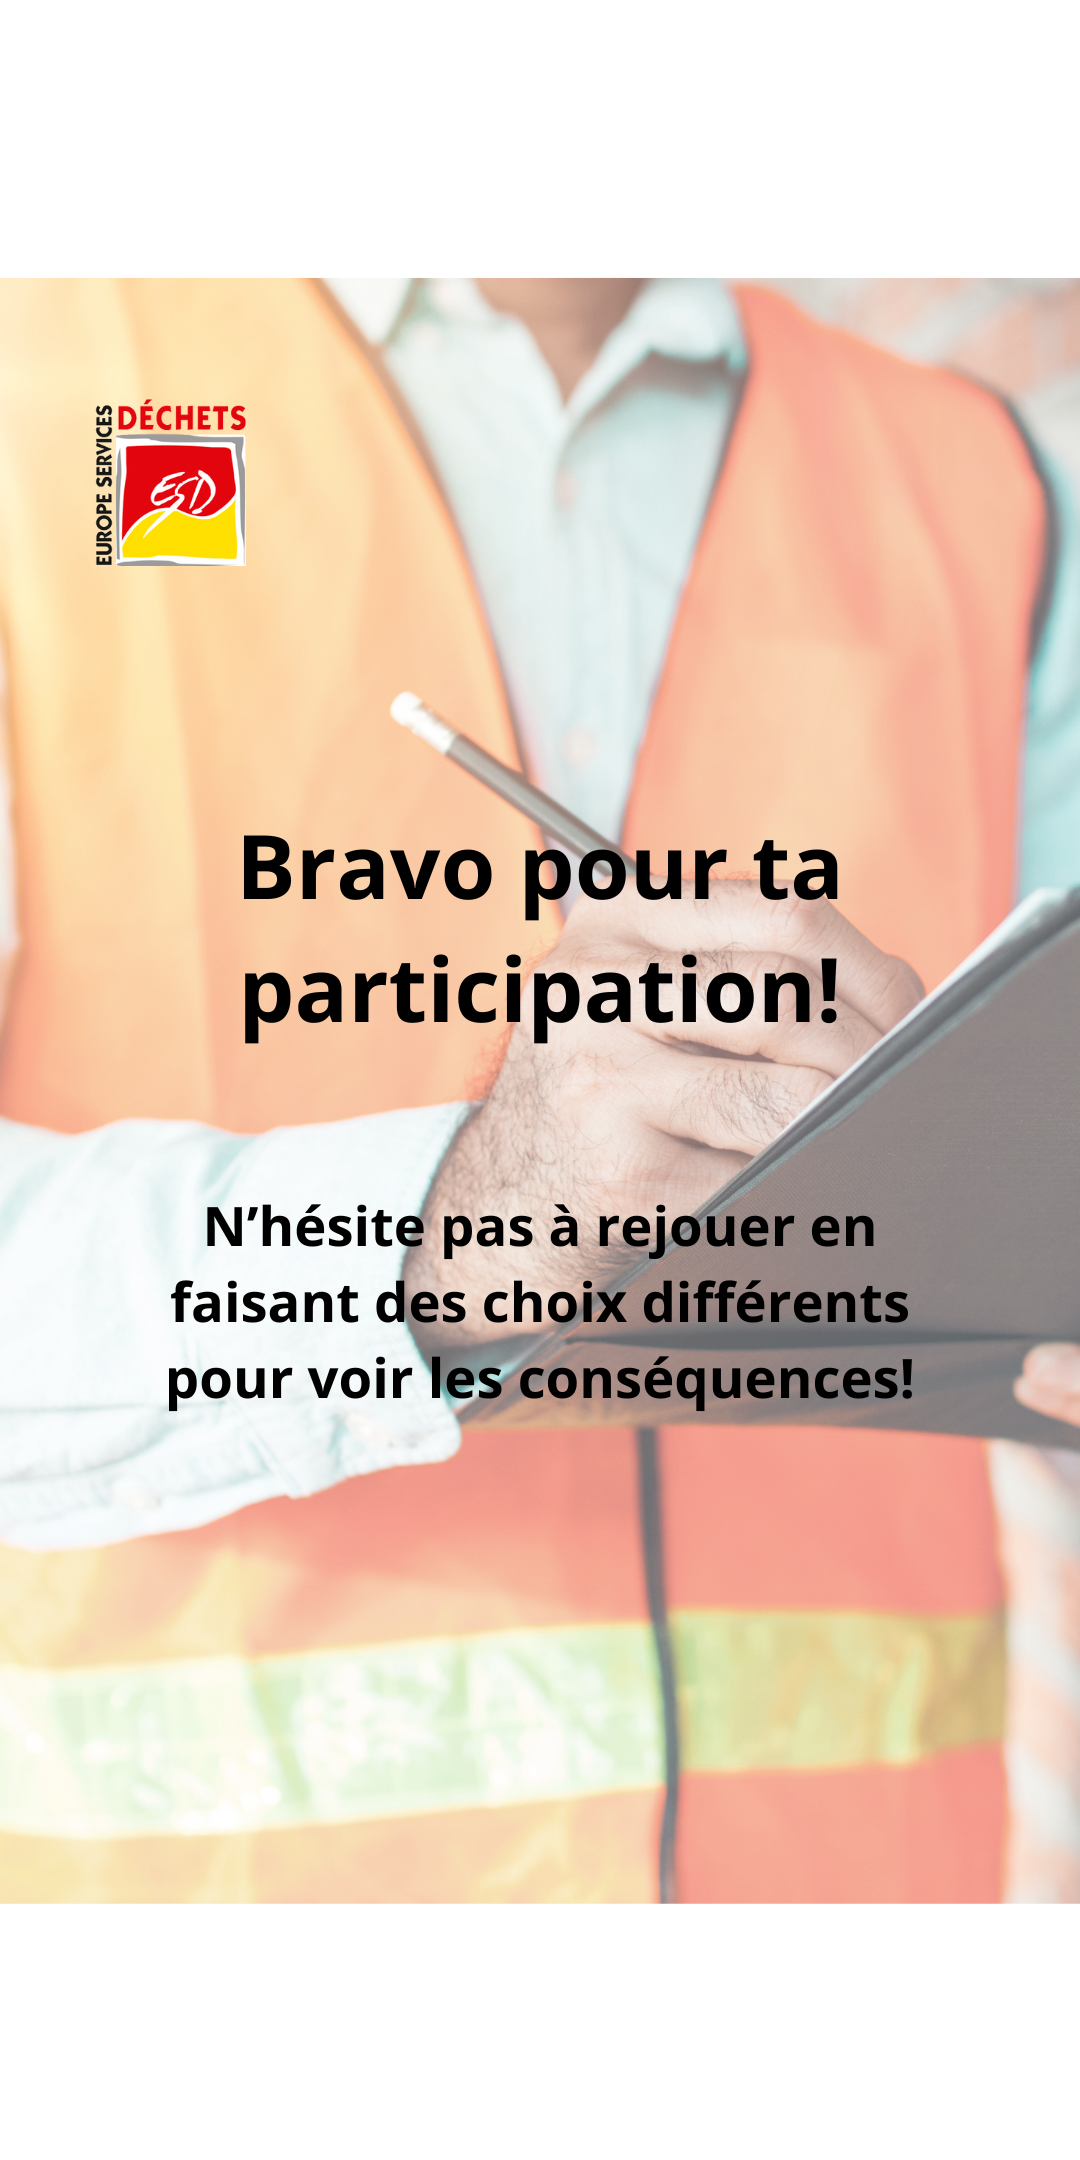 EUROPE SERVICES
DÉCHETS
ESD
Bravo pour ta
participation!
N’hésite pas à rejouer en
faisant des choix différents
pour voir les conséquences!